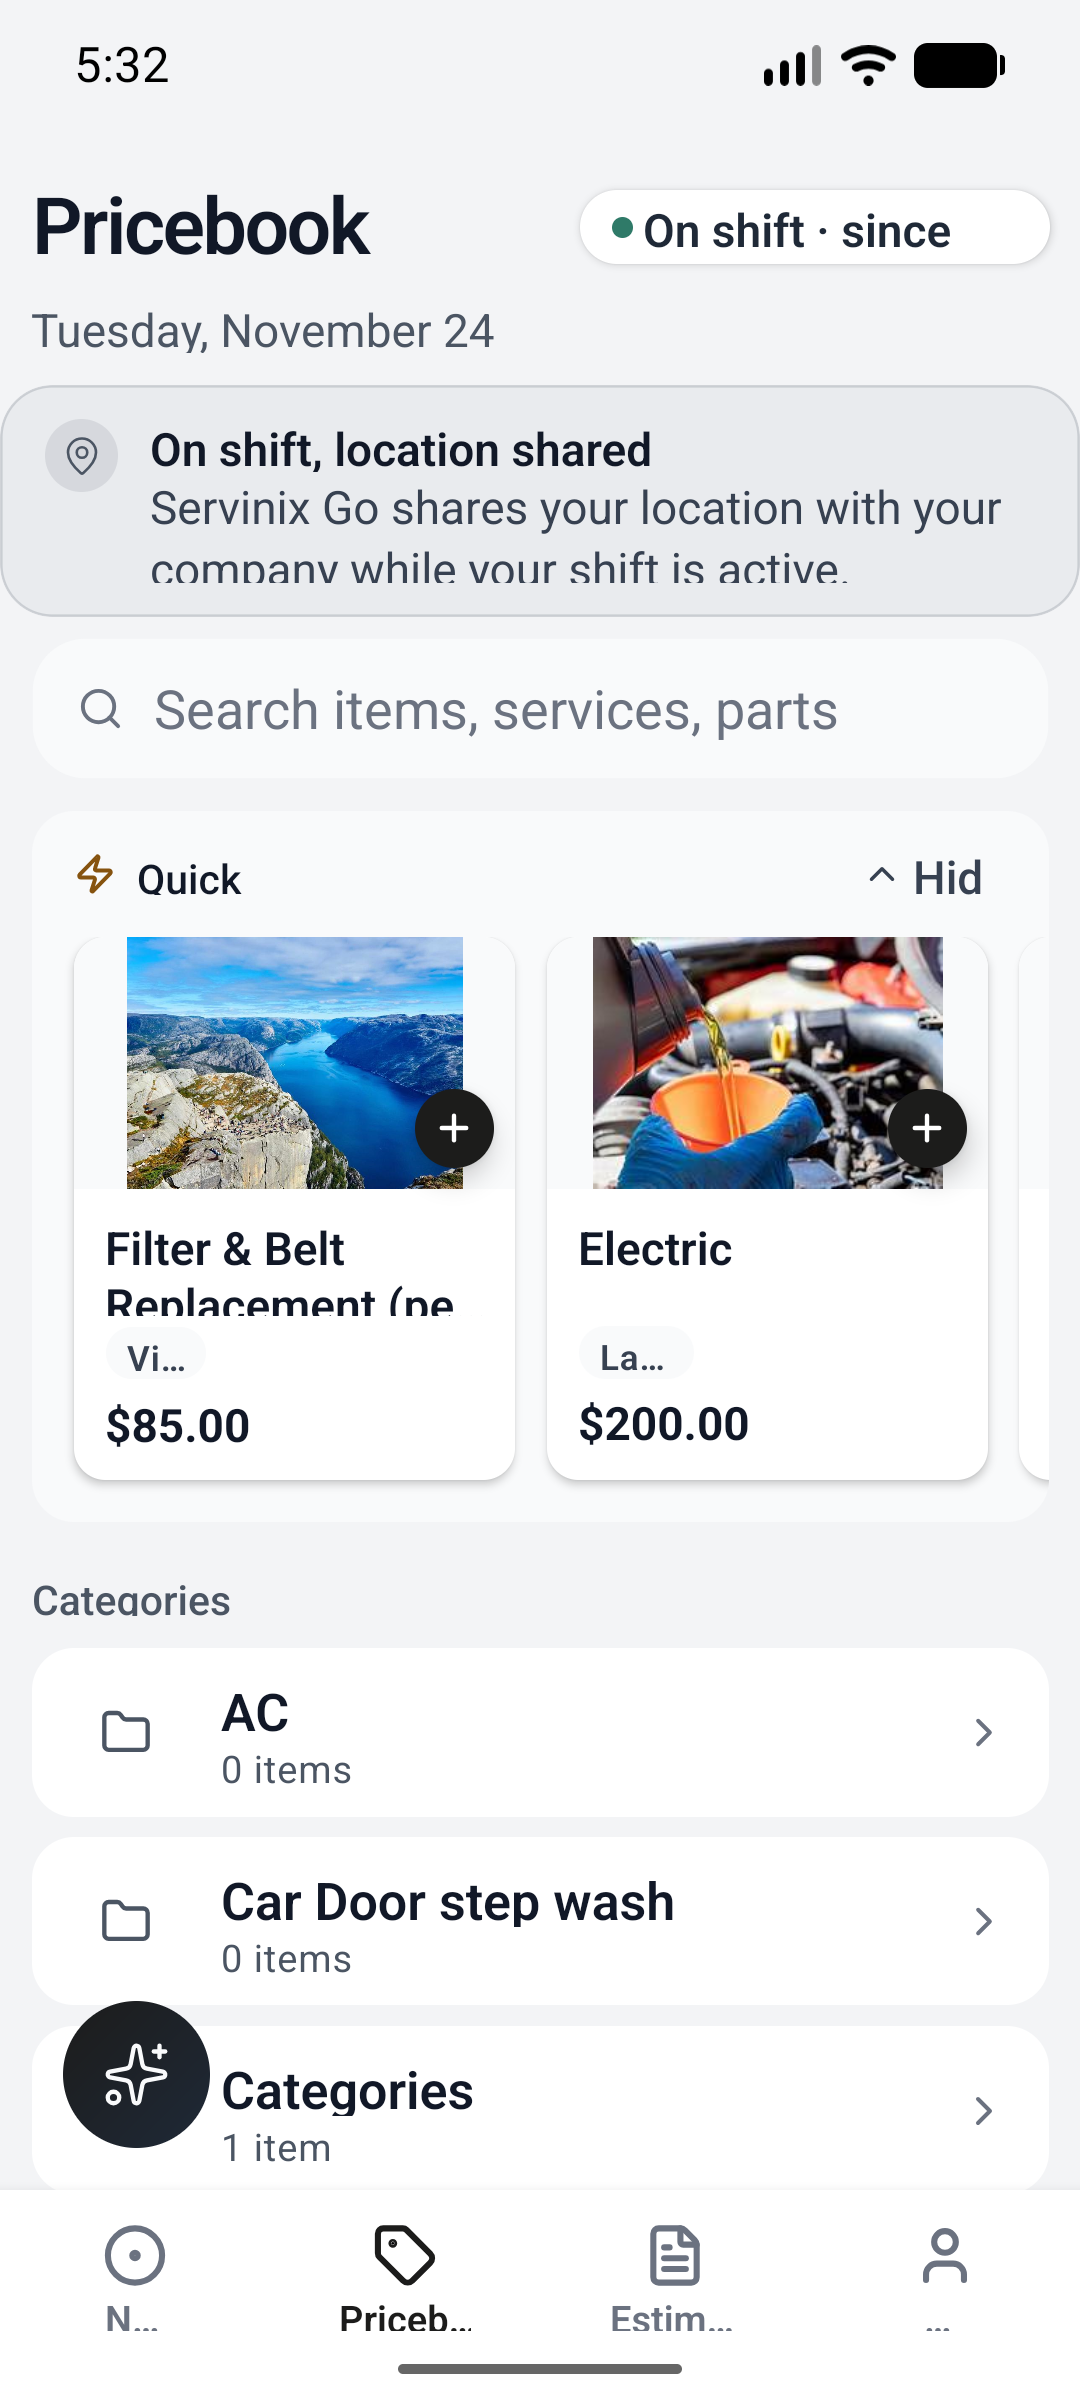 5:32
Pricebook
On shift · since
Tuesday, November 24
On shift, location shared
Servinix Go shares your location with your
company while your shift is active.
Search items, services, parts
Quick
Hid
Filter & Belt
Replacement (pe
Vi...
$85.00
Electric
La...
$200.00
Categories
AC
0 items
Car Door step wash
0 items
Categories
1 item
N...
Priceb...
Estim...
...